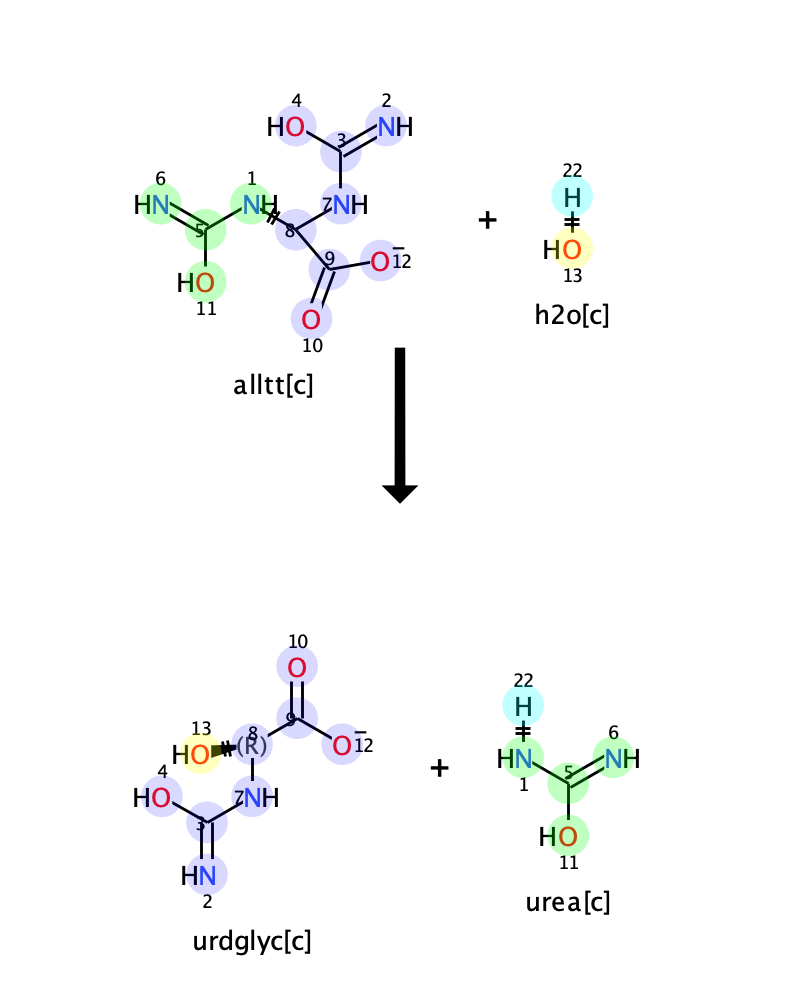 4 2
HO 3 NH
6 1 22
HN NH 7 NH H
5 8 + HO
HO 9 O − 12 13
11 O h2o[c]
10
alltt[c]
10
O
22
13 8 9 H 6
HO (R) O − 12 HN NH
4 + 1 5
HO 7 NH HO
3 11
HN urea[c]
2
urdglyc[c]